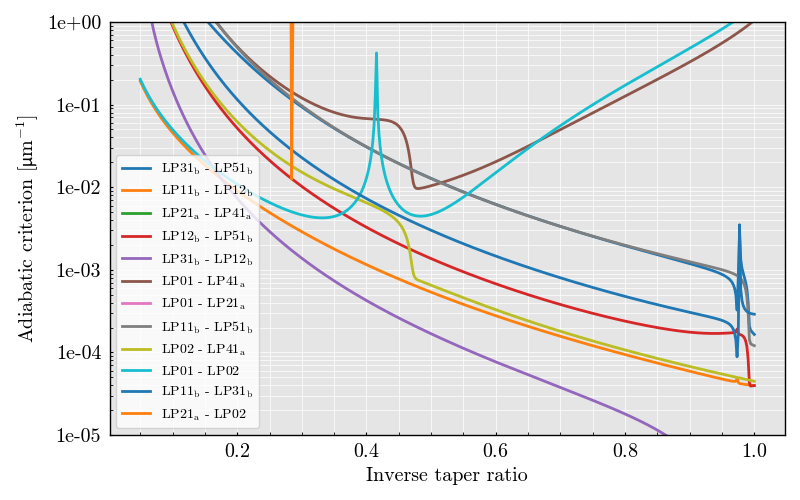 1e+00
1e-01
1e-02
1e-03
1e-04
1e-05
Adiabatic criterion [μm⁻¹]
LP31b - LP51b
LP11b - LP12b
LP21a - LP41a
LP12b - LP51b
LP31b - LP12b
LP01 - LP41a
LP01 - LP21a
LP11b - LP51b
LP02 - LP41a
LP01 - LP02
LP11b - LP31b
LP21a - LP02
0.2 0.4 0.6 0.8 1.0
Inverse taper ratio